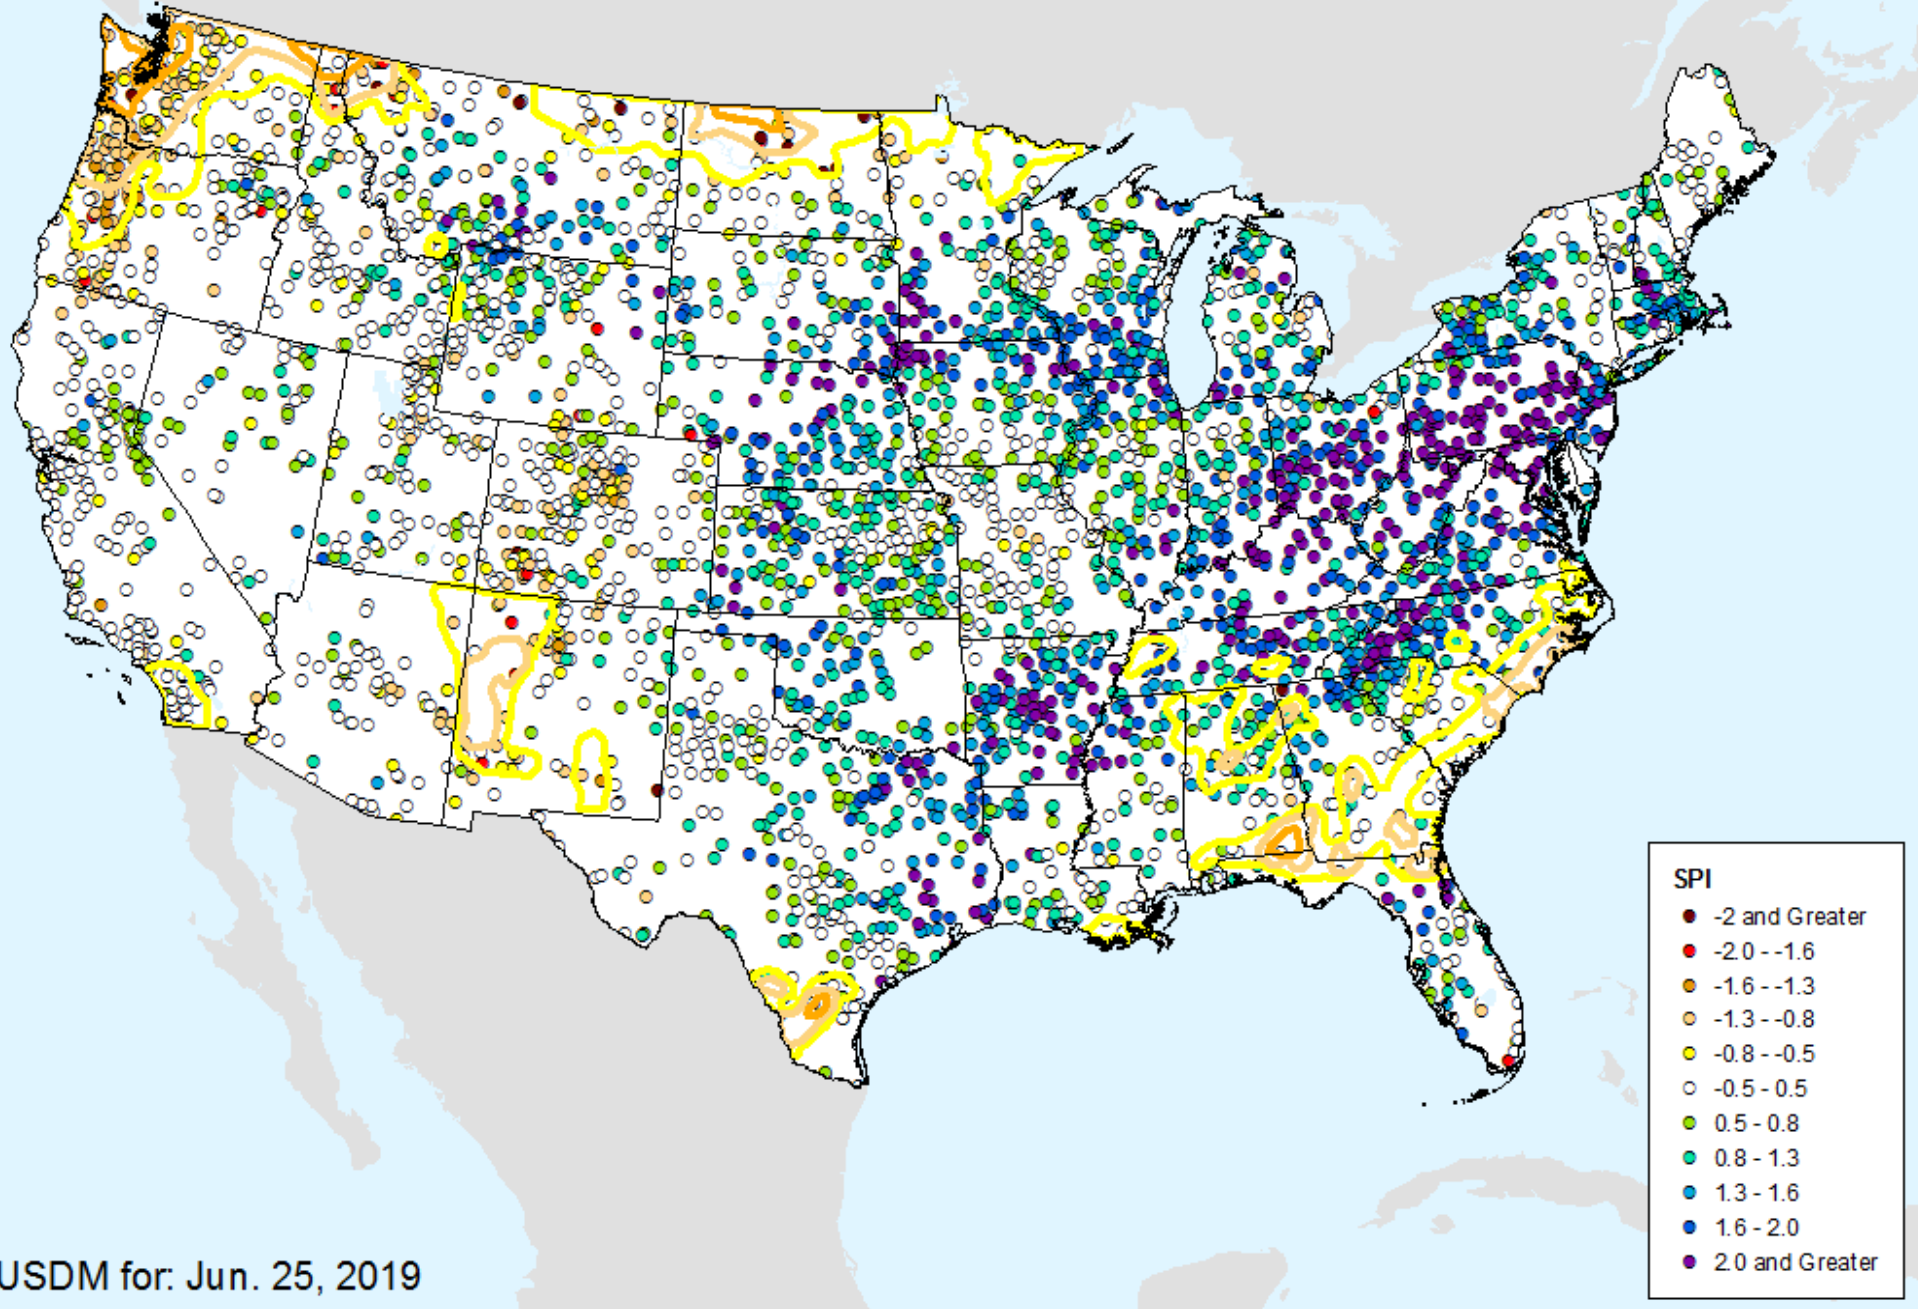 SPI
-2 and Greater
-2.0 - -1.6
-1.6 - -1.3
-1.3 - -0.8
-0.8 - -0.5
-0.5 - 0.5
0.5 - 0.8
0.8 - 1.3
1.3 - 1.6
1.6 - 2.0
2.0 and Greater
USDM for: Jun. 25, 2019